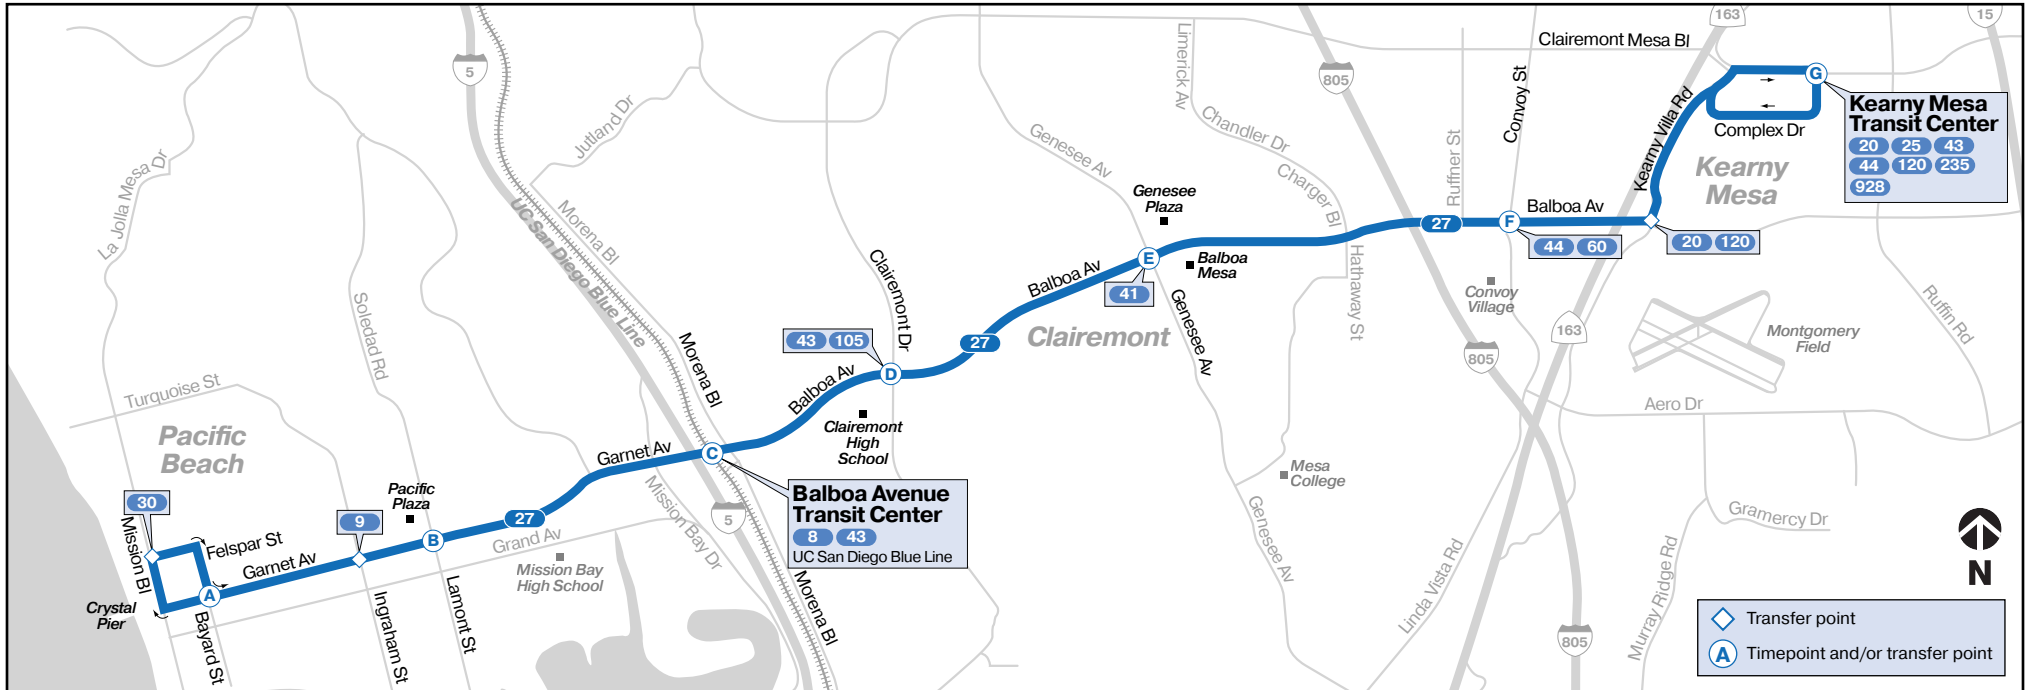 163
15
5
805
Clairemont Mesa Bl
Limerick Av
Convoy St
G
Kearny Mesa
Transit Center
20 25 43
44 120 235
928
Kearny Villa Rd
Complex Dr
Kearny
Mesa
Jutland Dr
Chandler Dr
Genesee Av
Charger Bl
Ruffner St
La Jolla Mesa Dr
Genesee
Plaza
Morena Bl
UC San Diego Blue Line
27
F
Balboa Av
44 60
20 120
E
Balboa
Mesa
Hathaway St
Balboa Av
41
Genesee Av
Clairemont Dr
Convoy
Village
Ruffin Rd
Soledad Rd
163
Montgomery
Field
805
27
Clairemont
43 105
D
Morena Bl
Balboa Av
Turquoise St
Aero Dr
Clairemont
High
School
Pacific
Beach
Garnet Av
C
Mesa
College
Mission Bay Dr
Balboa Avenue
Transit Center
8 43
UC San Diego Blue Line
Pacific
Plaza
30
9
B
27
5
Grand Av
Genesee Av
Gramercy Dr
Mission Bl
Felspar St
Garnet Av
Mission Bay
High School
Linda Vista Rd
Murray Ridge Rd
N
A
Crystal
Pier
Bayard St
Ingraham St
Lamont St
Morena Bl
805
Transfer point
A Timepoint and/or transfer point